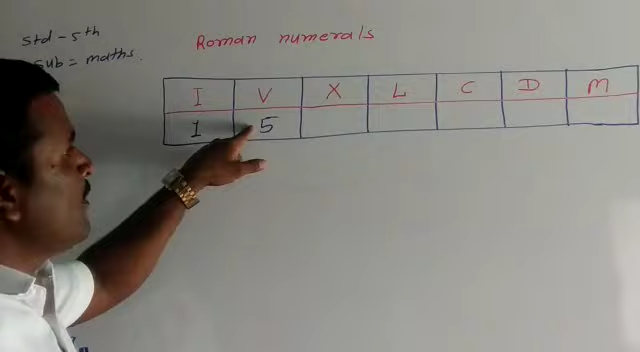 Std - 5th
Sub = maths.
Roman numerals
I V X L C D M
1 5